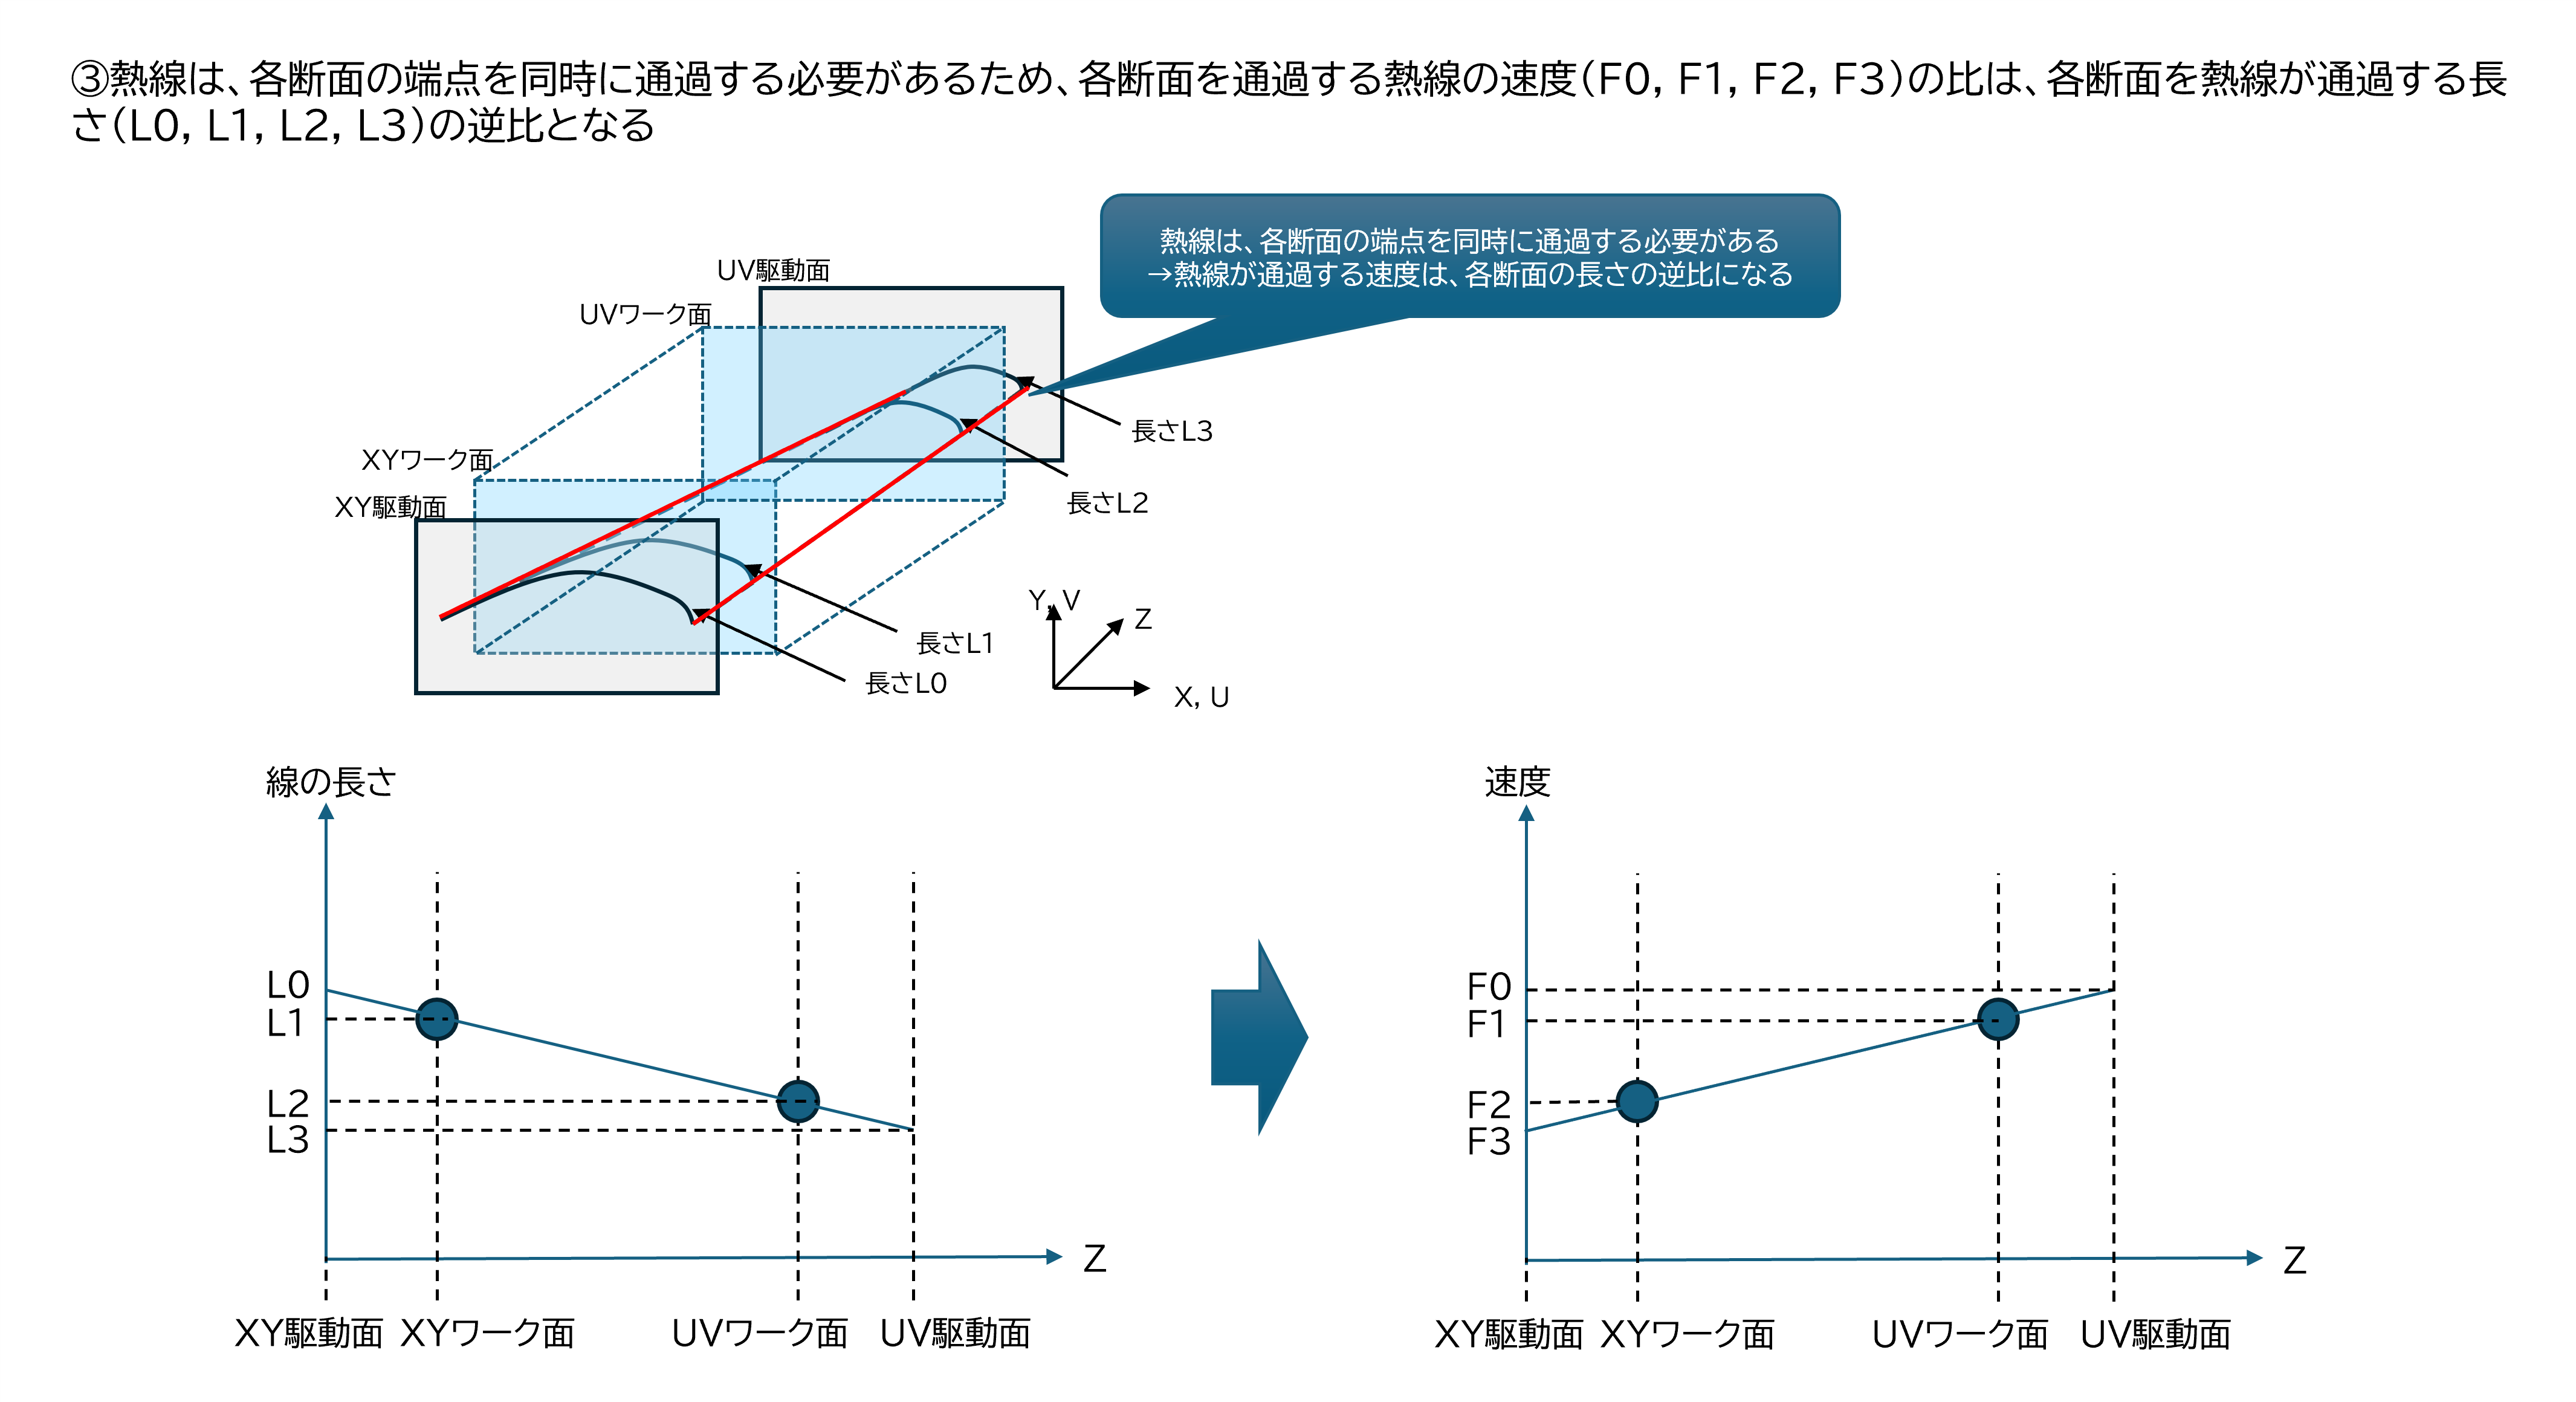 ③熱線は、各断面の端点を同時に通過する必要があるため、各断面を通過する熱線の速度(F0, F1, F2, F3)の比は、各断面を熱線が通過する長
さ(L0, L1, L2, L3)の逆比となる
熱線は、各断面の端点を同時に通過する必要がある
→熱線が通過する速度は、各断面の長さの逆比になる
UV駆動面
UVワーク面
XYワーク面
XY駆動面
長さL3
長さL2
長さL1
長さL0
Y, V
Z
X, U
線の長さ
L0
L1
L2
L3
Z
XY駆動面
XYワーク面
UVワーク面
UV駆動面
速度
F0
F1
F2
F3
Z
XY駆動面
XYワーク面
UVワーク面
UV駆動面